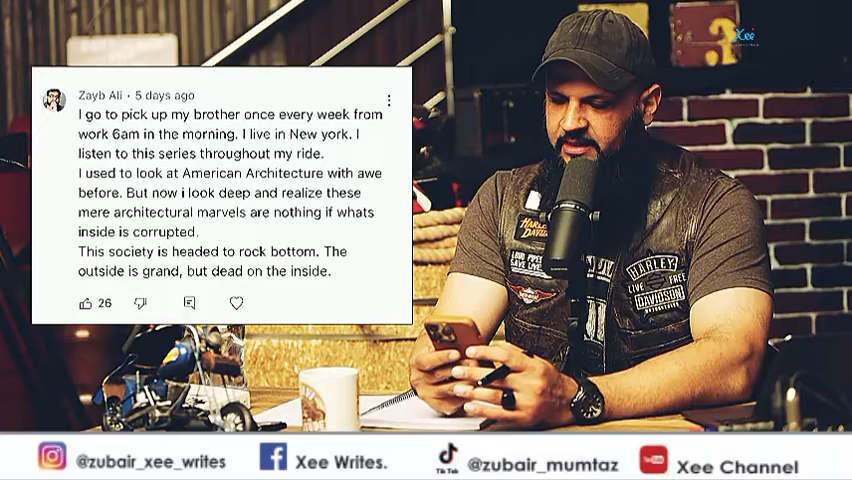 Xee
Zayb Ali · 5 days ago
I go to pick up my brother once every week from
work 6am in the morning. I live in New york. I
listen to this series throughout my ride.
I used to look at American Architecture with awe
before. But now i look deep and realize these
mere architectural marvels are nothing if whats
inside is corrupted.
This society is headed to rock bottom. The
outside is grand, but dead on the inside.
26
HARLEY
LIVE FREE
DAVIDSON
@zubair_xee_writes
Xee Writes.
Tik Tok
@zubair_mumtaz
Xee Channel